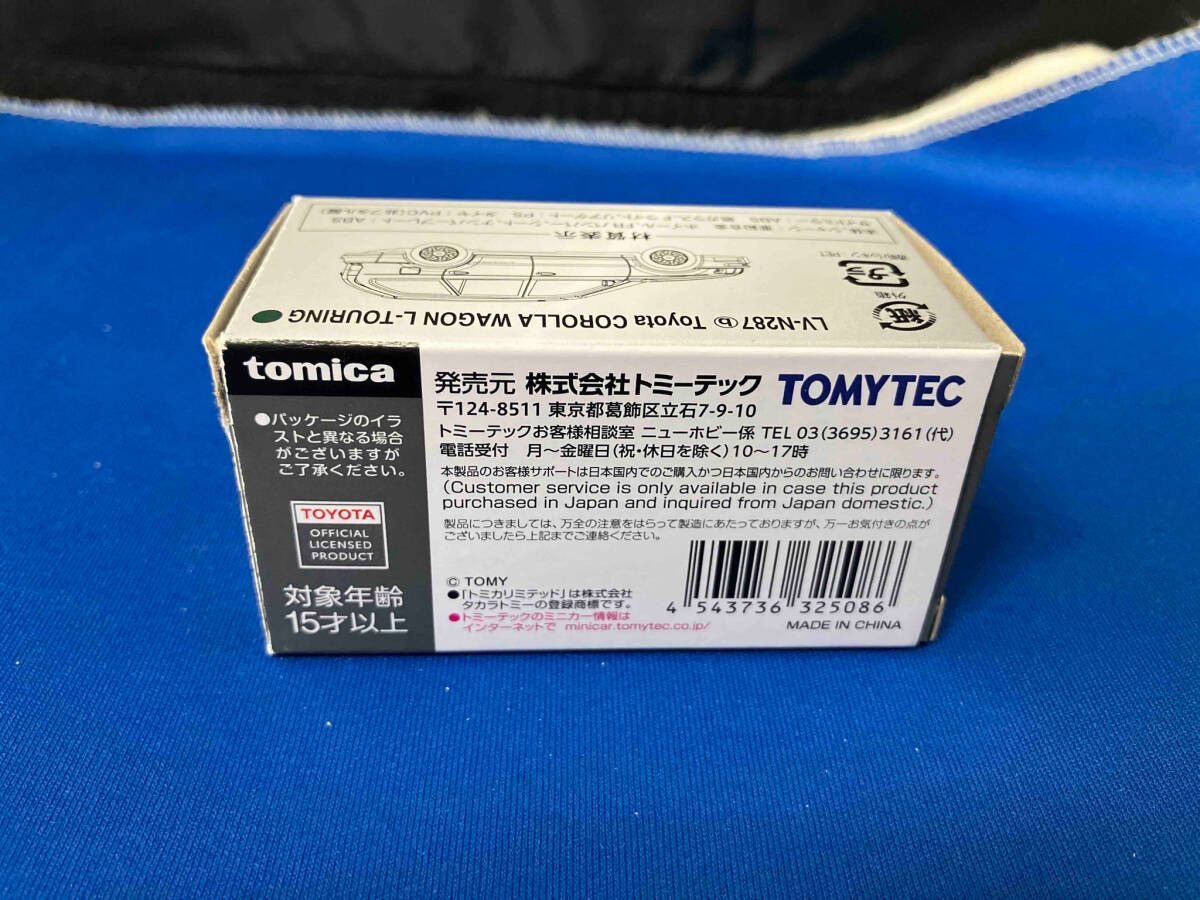 LV-N287 ⓑ Toyota COROLLA WAGON L-TOURING
材質表示
外箱
紙
プラ
tomica
●パッケージのイラ
ストと異なる場合
がございますが
ご了承ください。
TOYOTA
OFFICIAL
LICENSED
PRODUCT
対象年齢
15才以上
発売元 株式会社トミーテック TOMYTEC
〒124-8511 東京都葛飾区立石7-9-10
トミーテックお客様相談室 ニューホビー係 TEL 03(3695)3161(代)
電話受付 月〜金曜日(祝・休日を除く)10〜17時
本製品のお客様サポートは日本国内でのご購入かつ日本国内からのお問い合わせに限ります。
(Customer service is only available in case this product
purchased in Japan and inquired from Japan domestic.)
製品につきましては、万全の注意をはらって製造にあたっておりますが、万一お気付きの点が
ございましたら上記までご連絡ください。
© TOMY
●「トミカリミテッド」は株式会社
タカラトミーの登録商標です。
●トミーテックのミニカー情報は
インターネットで minicar.tomytec.co.jp/
4 543736 325086
MADE IN CHINA